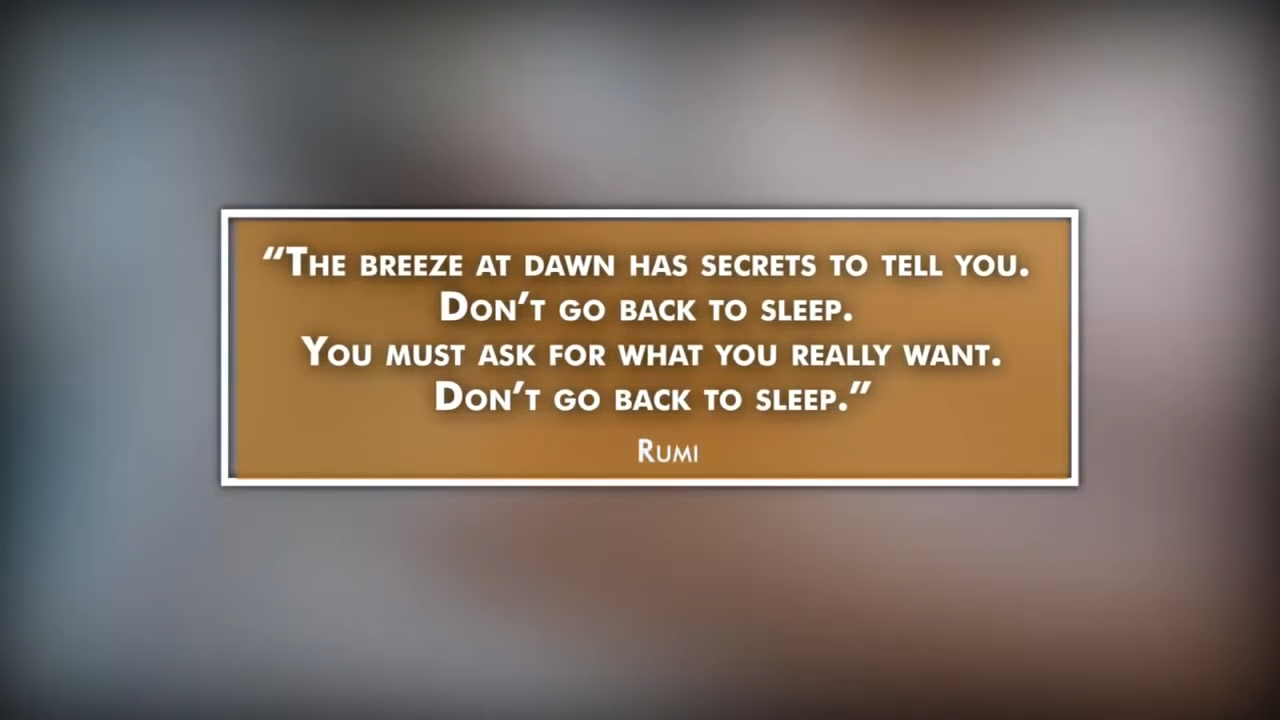 “The breeze at dawn has secrets to tell you.
Don’t go back to sleep.
You must ask for what you really want.
Don’t go back to sleep.”
Rumi